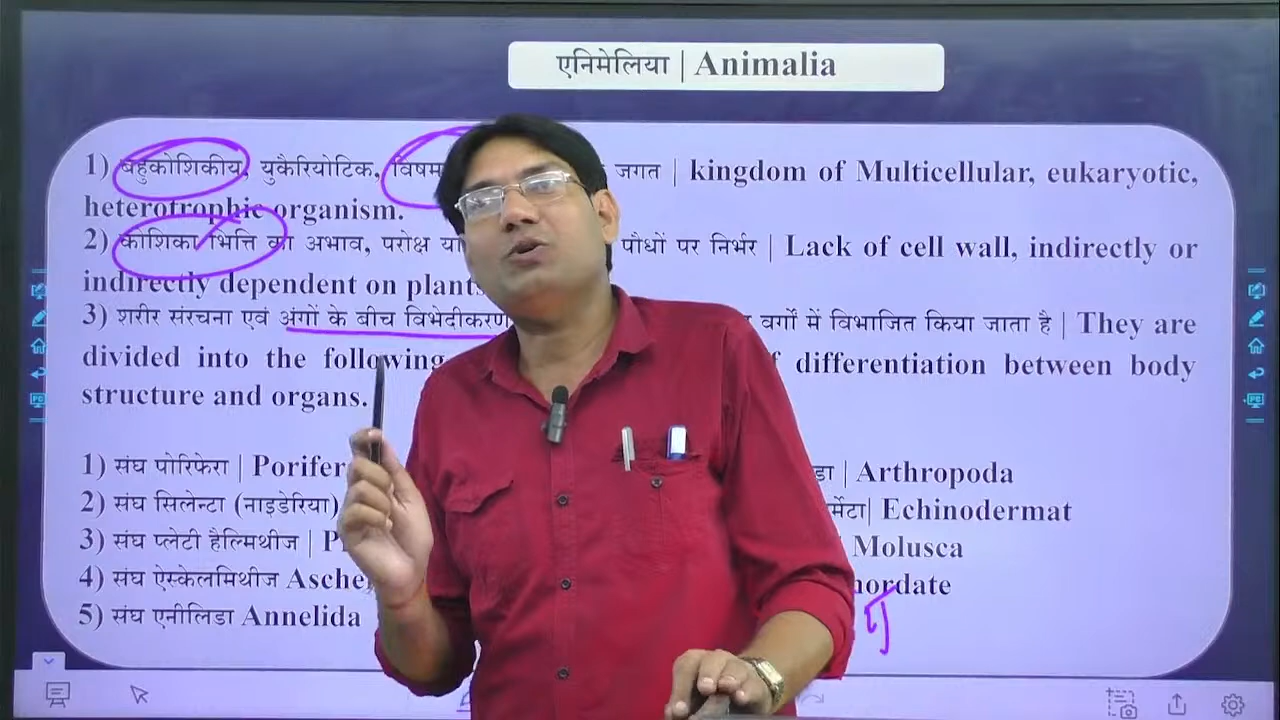 एनिमेलिया | Animalia
1) बहुकोशिकीय, युकैरियोटिक, विषम जगत | kingdom of Multicellular, eukaryotic,
heterotrophic organism.
2) कोशिका भित्ति का अभाव, परोक्ष या पौधों पर निर्भर | Lack of cell wall, indirectly or
indirectly dependent on plants
3) शरीर संरचना एवं अंगों के बीच विभेदीकरण वर्गों में विभाजित किया जाता है | They are
divided into the following differentiation between body
structure and organs.
1) संघ पोरिफेरा | Porifer
2) संघ सिलेन्टा (नाइडेरिया)
3) संघ प्लेटी हैल्मिथीज |
4) संघ ऐस्केलमिथीज Asche
5) संघ एनीलिडा Annelida
डा | Arthropoda
र्मेटा| Echinodermat
| Molusca
hordate